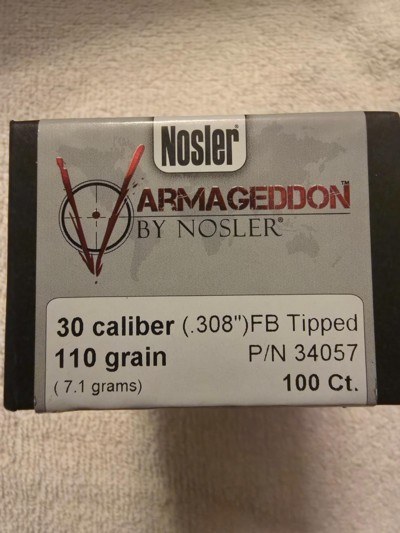 Nosler®
VARMAGEDDON™
BY NOSLER®
30 caliber (.308") FB Tipped
110 grain P/N 34057
( 7.1 grams) 100 Ct.